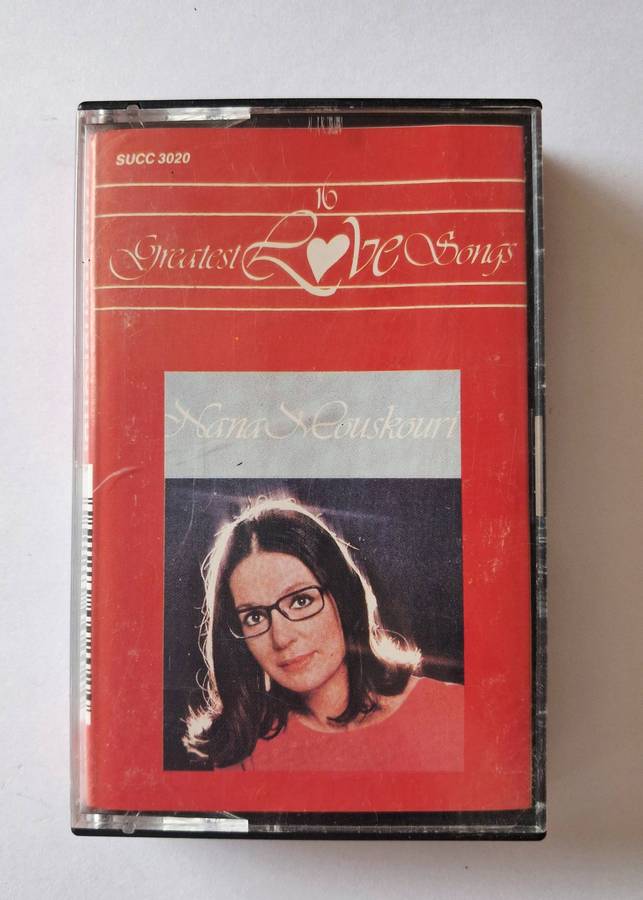 SUCC 3020
16
Greatest Love Songs
Nana Mouskouri